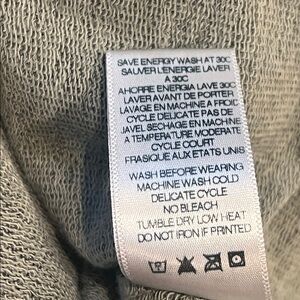 SAVE ENERGY WASH AT 30C
SAUVER L'ENERGIE LAVER
A 30C
AHORRE ENERGIA LAVE 30C
LAVER AVANT DE PORTER
LAVAGE EN MACHINE A FROID
CYCLE DELICATE PAS DE
JAVEL SECHAGE EN MACHINE
A TEMPERATURE MODERATE
CYCLE COURT
FRASIQUE AUX ETATS UNIS
WASH BEFORE WEARING
MACHINE WASH COLD
DELICATE CYCLE
NO BLEACH
TUMBLE DRY LOW HEAT
DO NOT IRON IF PRINTED